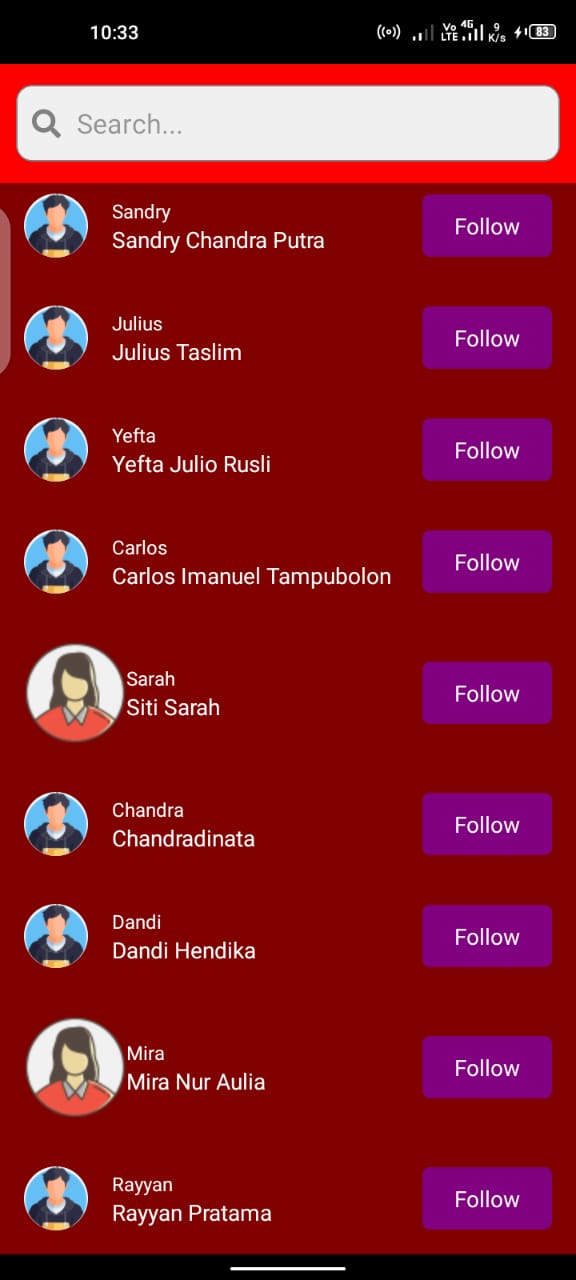 10:33
Vo
LTE
4G
9
K/s
83
Search...
Sandry
Sandry Chandra Putra
Follow
Julius
Julius Taslim
Follow
Yefta
Yefta Julio Rusli
Follow
Carlos
Carlos Imanuel Tampubolon
Follow
Sarah
Siti Sarah
Follow
Chandra
Chandradinata
Follow
Dandi
Dandi Hendika
Follow
Mira
Mira Nur Aulia
Follow
Rayyan
Rayyan Pratama
Follow